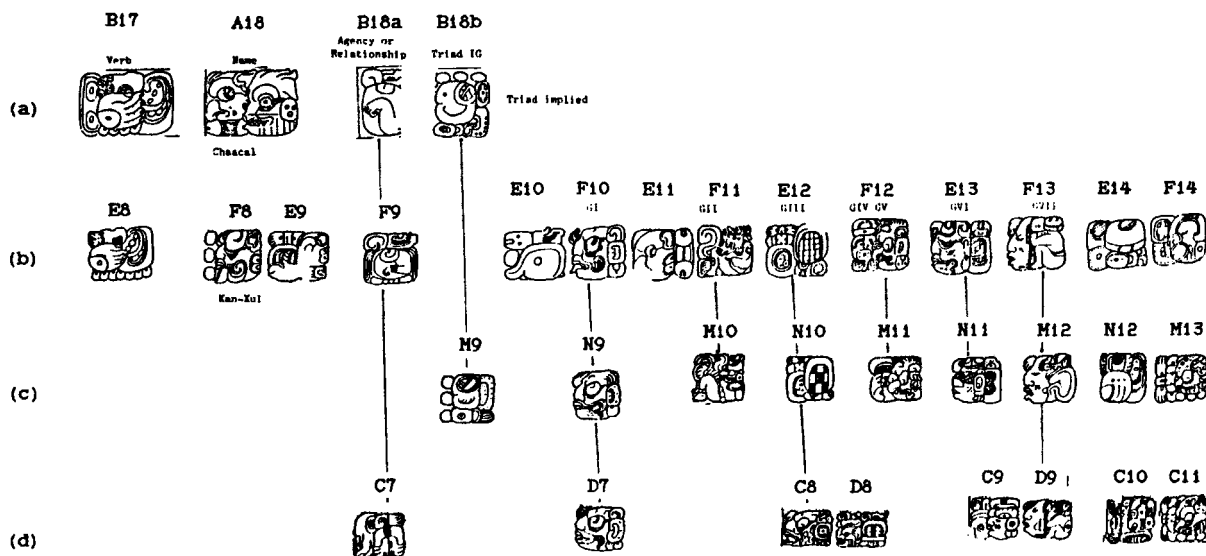 B17 A18 B18a B18b
Verb Name Agency or Relationship Triad IG
(a) Triad implied
Chaacal
E8 F8 E9 F9 E10 F10 E11 F11 E12 F12 E13 F13 E14 F14
GI GII GIII GIV GV GVI GVII
(b)
Kan-Xul
M9 N9 M10 N10 M11 N11 M12 N12 M13
(c)
C7 D7 C8 D8 C9 D9 C10 C11
(d)